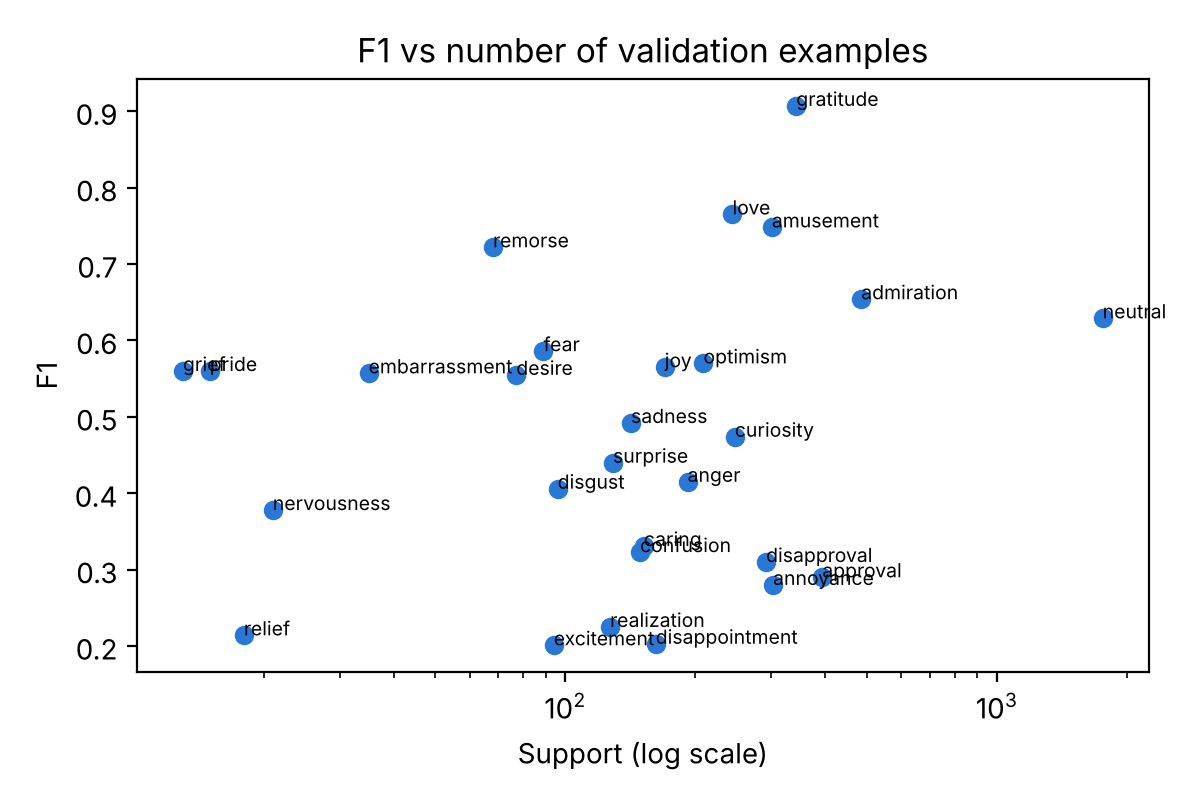 F1 vs number of validation examples
F1
0.9
0.8
0.7
0.6
0.5
0.4
0.3
0.2
gratitude
love
amusement
remorse
admiration
neutral
fear
grief
pride
embarrassment
desire
joy
optimism
sadness
curiosity
surprise
anger
disgust
nervousness
caring
confusion
disapproval
approval
annoyance
relief
realization
excitement
disappointment
10²
10³
Support (log scale)